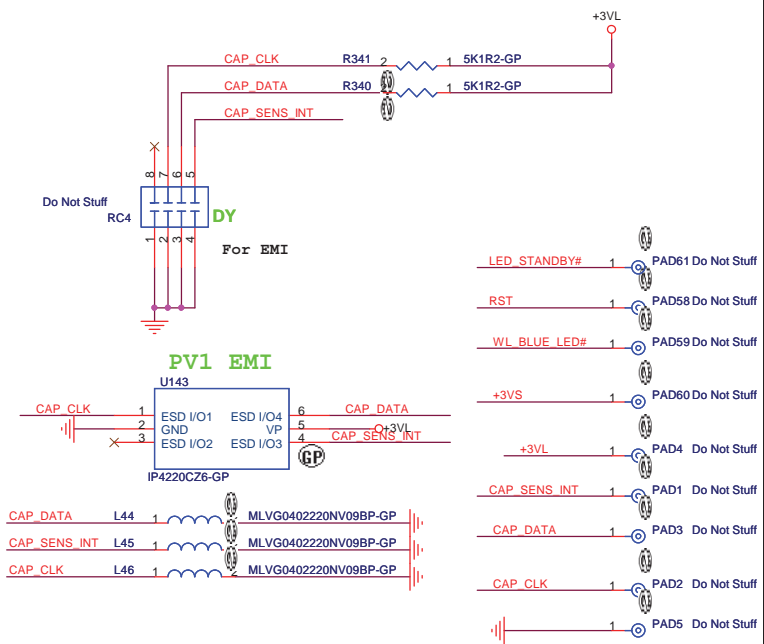 +3VL
CAP_CLK R341 2 1 5K1R2-GP
CAP_DATA R340 2 1 5K1R2-GP
CAP_SENS_INT
8 7 6 5
Do Not Stuff
RC4
DY
1 2 3 4
For EMI
LED_STANDBY# 1 PAD61 Do Not Stuff
RST 1 PAD58 Do Not Stuff
WL_BLUE_LED# 1 PAD59 Do Not Stuff
+3VS 1 PAD60 Do Not Stuff
+3VL 1 PAD4 Do Not Stuff
CAP_SENS_INT 1 PAD1 Do Not Stuff
CAP_DATA 1 PAD3 Do Not Stuff
CAP_CLK 1 PAD2 Do Not Stuff
1 PAD5 Do Not Stuff
PV1 EMI
U143
CAP_CLK 1 ESD I/O1 ESD I/O4 6 CAP_DATA
2 GND VP 5 +3VL
3 ESD I/O2 ESD I/O3 4 CAP_SENS_INT
GP
IP4220CZ6-GP
CAP_DATA L44 1 MLVG0402220NV09BP-GP
CAP_SENS_INT L45 1 MLVG0402220NV09BP-GP
CAP_CLK L46 1 2 MLVG0402220NV09BP-GP